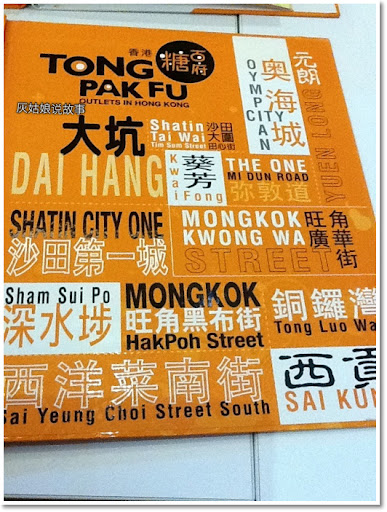 香港
糖百府
TONG
PAK FU
OUTLETS IN HONG KONG
灰姑娘说故事
OLYMPIAN CITY
奧海城
元朗
YUEN LONG
大坑
DAI HANG
Shatin
Tai Wai
Tim Sum Street
沙田
大圍
田心街
Kwai Fong
葵芳
THE ONE
MI DUN ROAD
弥敦道
SHATIN CITY ONE
沙田第一城
MONGKOK
KWONG WA
STREET
旺角
廣華
街
Sham Sui Po
深水埗
MONGKOK
旺角黑布街
HakPoh Street
銅鑼灣
Tong Luo Wa
西洋菜南街
Sai Yeung Choi Street South
西貢
SAI KUN